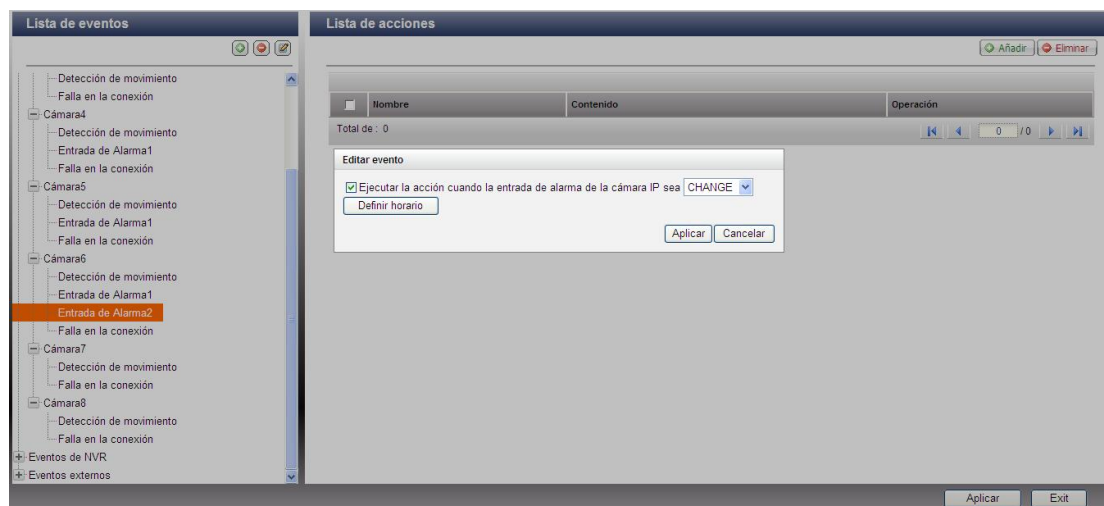 Lista de eventos
Detección de movimiento
Falla en la conexión
Cámara4
Detección de movimiento
Entrada de Alarma1
Falla en la conexión
Cámara5
Detección de movimiento
Entrada de Alarma1
Falla en la conexión
Cámara6
Detección de movimiento
Entrada de Alarma1
Entrada de Alarma2
Falla en la conexión
Cámara7
Detección de movimiento
Falla en la conexión
Cámara8
Detección de movimiento
Falla en la conexión
Eventos de NVR
Eventos externos
Lista de acciones
Añadir Eliminar
Nombre Contenido Operación
Total de : 0 0 / 0
Editar evento
Ejecutar la acción cuando la entrada de alarma de la cámara IP sea CHANGE
Definir horario
Aplicar Cancelar
Aplicar Exit